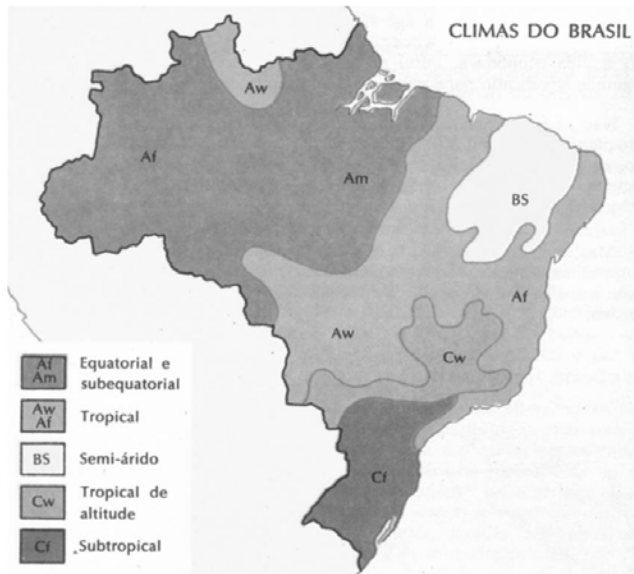 CLIMAS DO BRASIL
Aw
Af
Am
BS
Af
Aw
Cw
Cf
Af
Am
Equatorial e
subequatorial
Aw
Af
Tropical
BS
Semi-árido
Cw
Tropical de
altitude
Cf
Subtropical